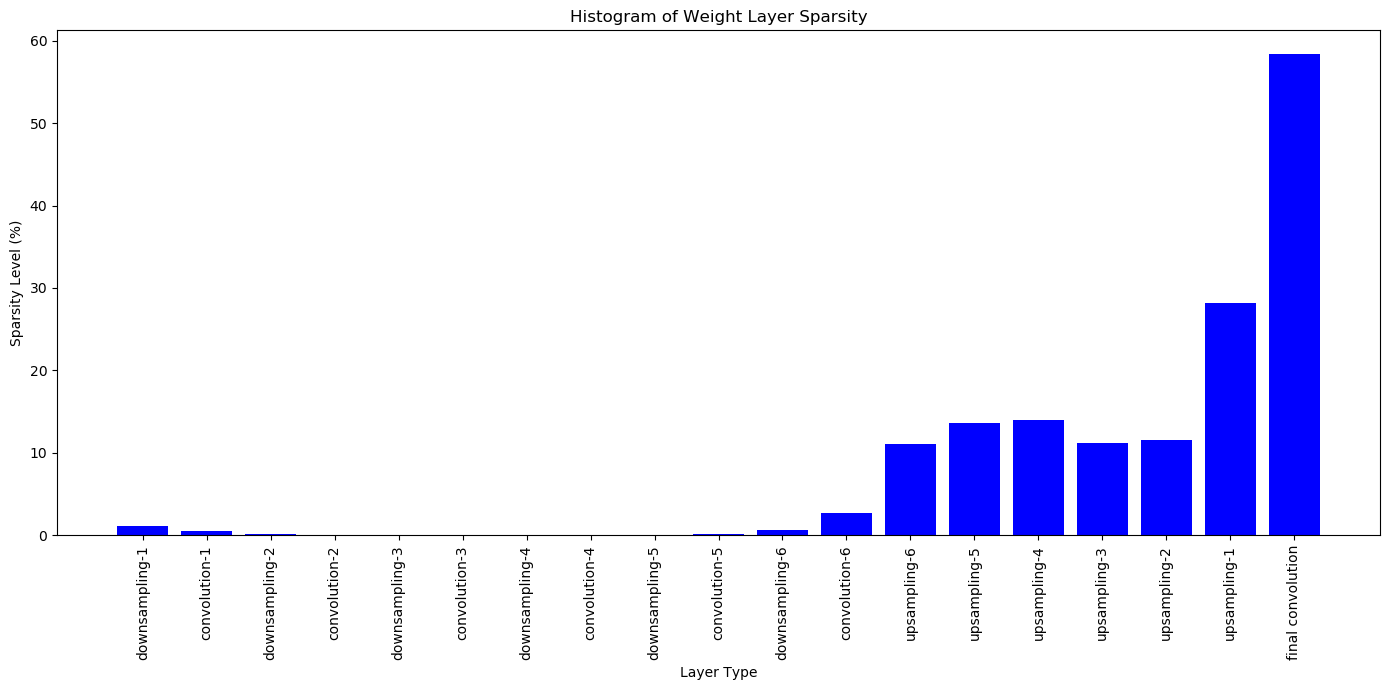 Histogram of Weight Layer Sparsity
60
50
40
30
20
10
0
Sparsity Level (%)
downsampling-1
convolution-1
downsampling-2
convolution-2
downsampling-3
convolution-3
downsampling-4
convolution-4
downsampling-5
convolution-5
downsampling-6
convolution-6
upsampling-6
upsampling-5
upsampling-4
upsampling-3
upsampling-2
upsampling-1
final convolution
Layer Type